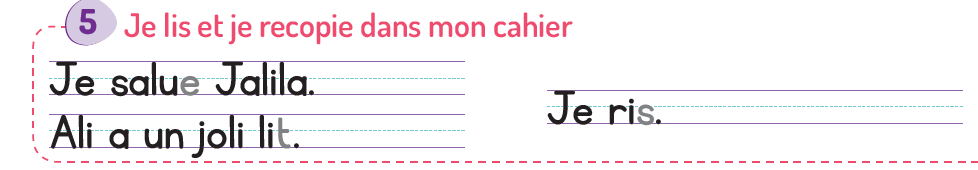 5 Je lis et je recopie dans mon cahier
Je salue Jalila.
Ali a un joli lit.
Je ris.